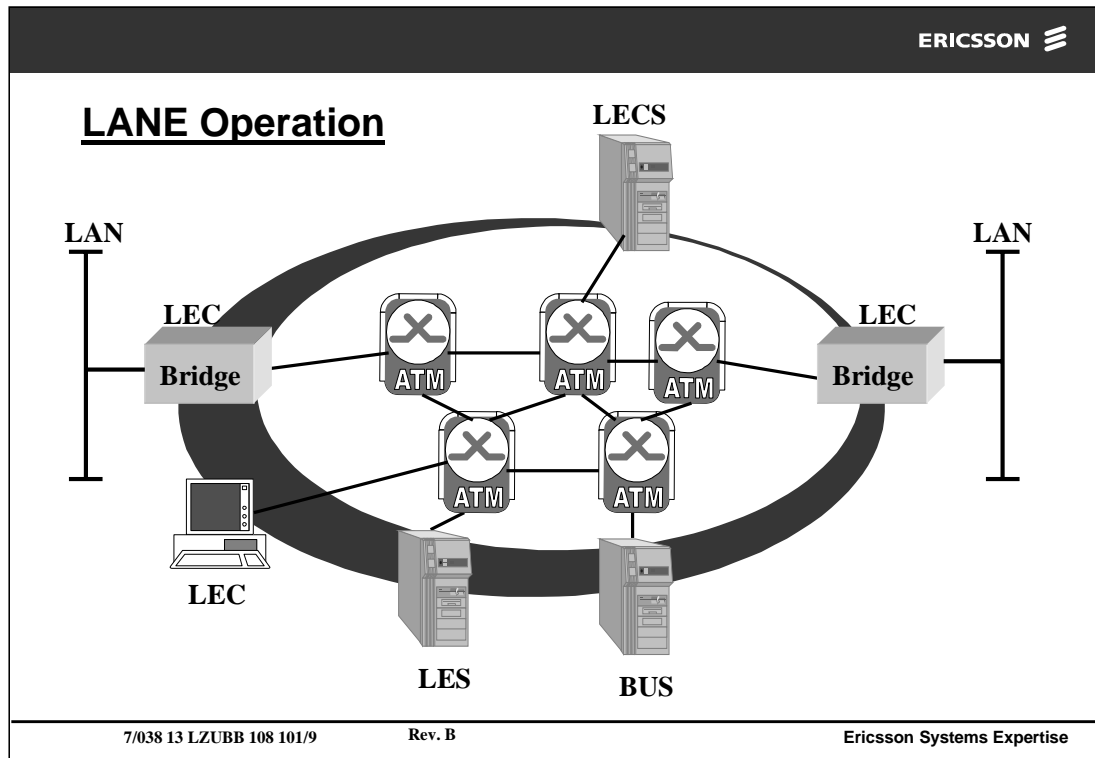 ERICSSON
LANE Operation
LECS
LAN
LAN
LEC
LEC
Bridge
Bridge
ATM
ATM
ATM
ATM
ATM
LEC
LES
BUS
7/038 13 LZUBB 108 101/9
Rev. B
Ericsson Systems Expertise